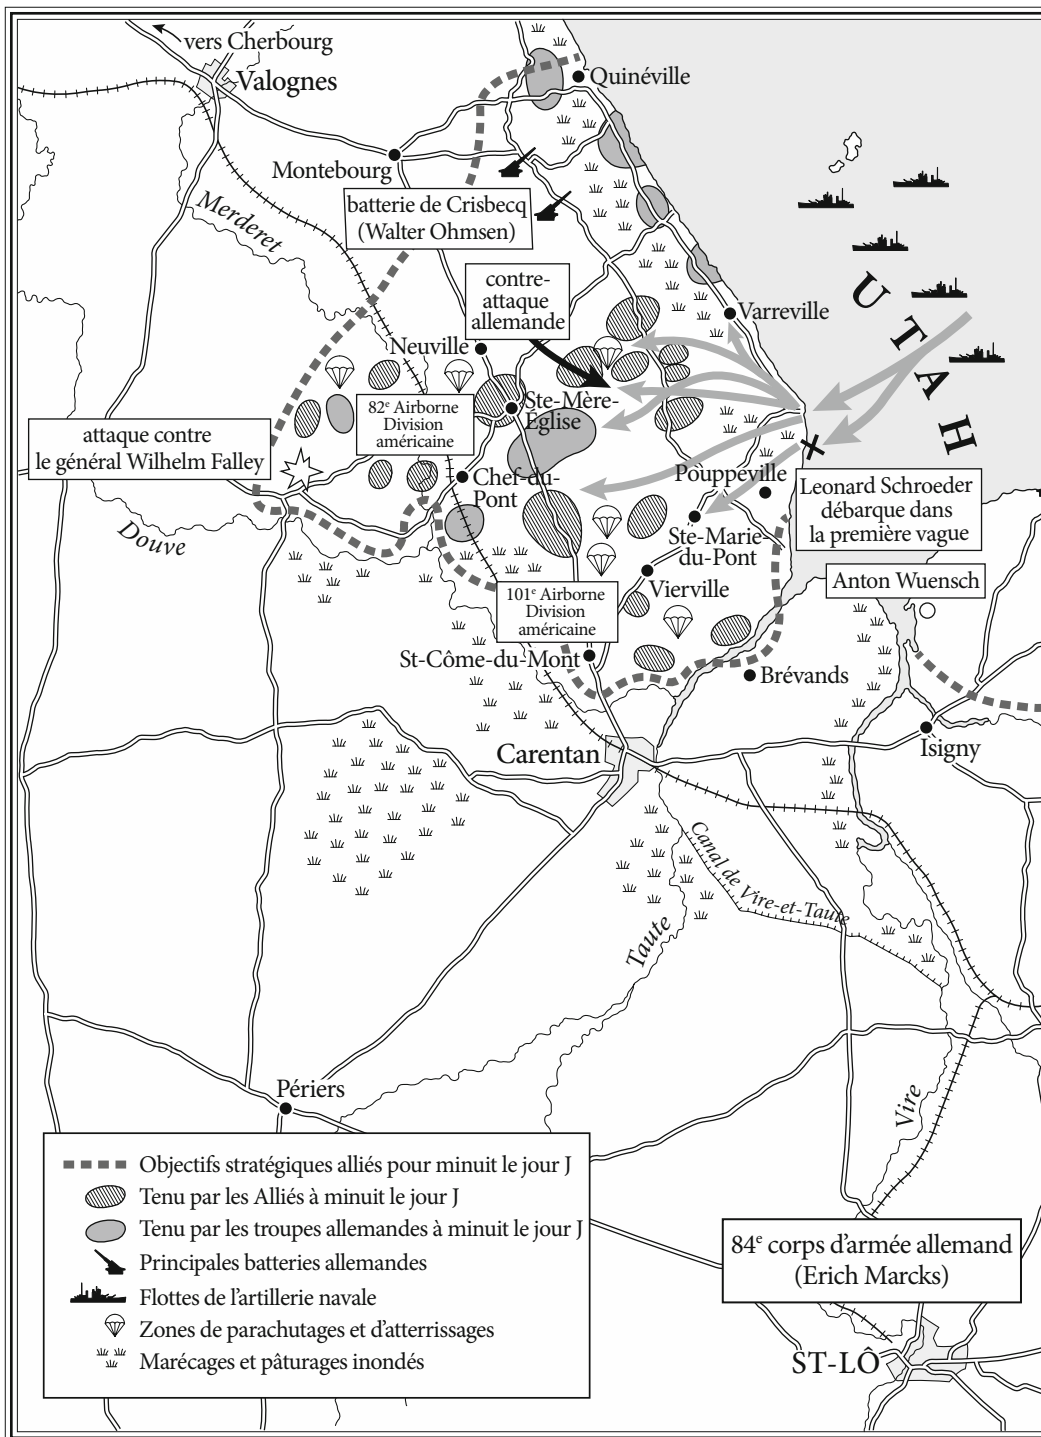 vers Cherbourg
Valognes
Quinéville
Montebourg
Merderet
batterie de Crisbecq
(Walter Ohmsen)
contre-
attaque
allemande
UTAH
Varreville
Neuville
82e Airborne
Division
américaine
Ste-Mère-
Église
attaque contre
le général Wilhelm Falley
Chef-du-
Pont
Pouppeville
Leonard Schroeder
débarque dans
la première vague
Douve
Ste-Marie-
du-Pont
Vierville
Anton Wuensch
101e Airborne
Division
américaine
St-Côme-du-Mont
Brévands
Carentan
Isigny
Canal de Vire-et-Taute
Taute
Vire
Périers
Objectifs stratégiques alliés pour minuit le jour J
Tenu par les Alliés à minuit le jour J
Tenu par les troupes allemandes à minuit le jour J
Principales batteries allemandes
Flottes de l'artillerie navale
Zones de parachutages et d'atterrissages
Marécages et pâturages inondés
84e corps d'armée allemand
(Erich Marcks)
ST-LÔ